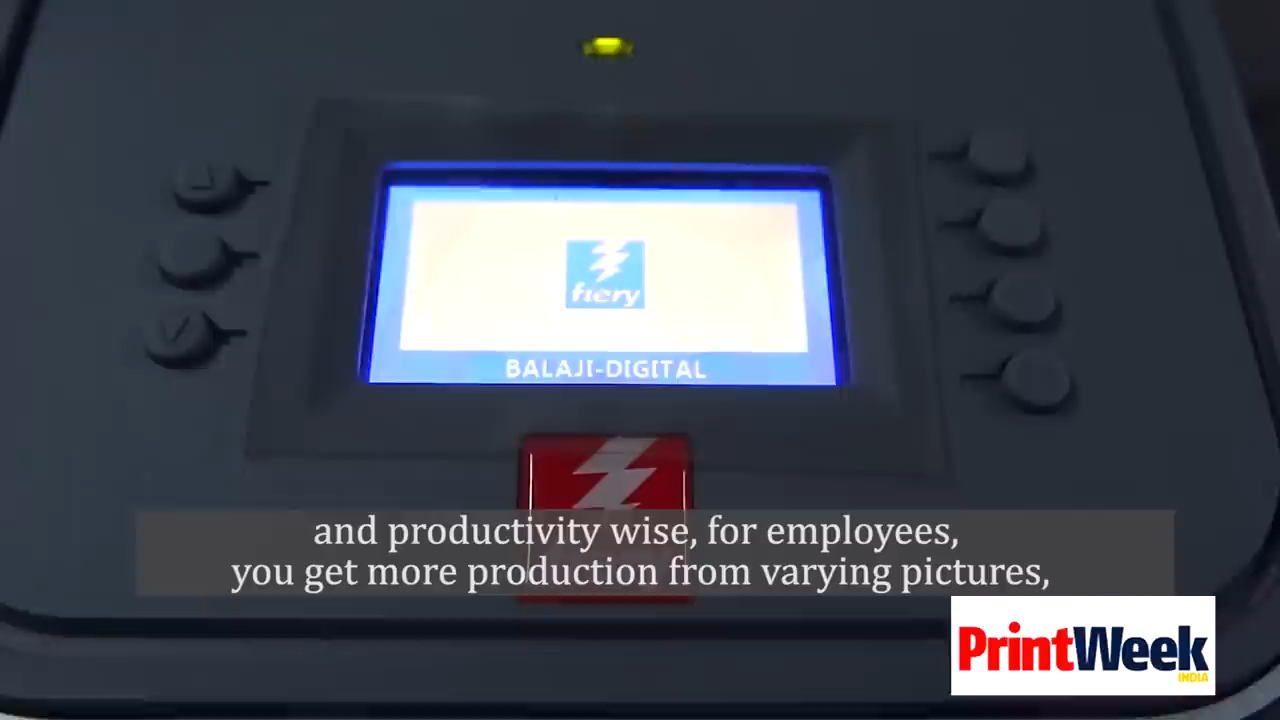 fiery
BALAJI-DIGITAL
and productivity wise, for employees,
you get more production from varying pictures,
PrintWeek
INDIA